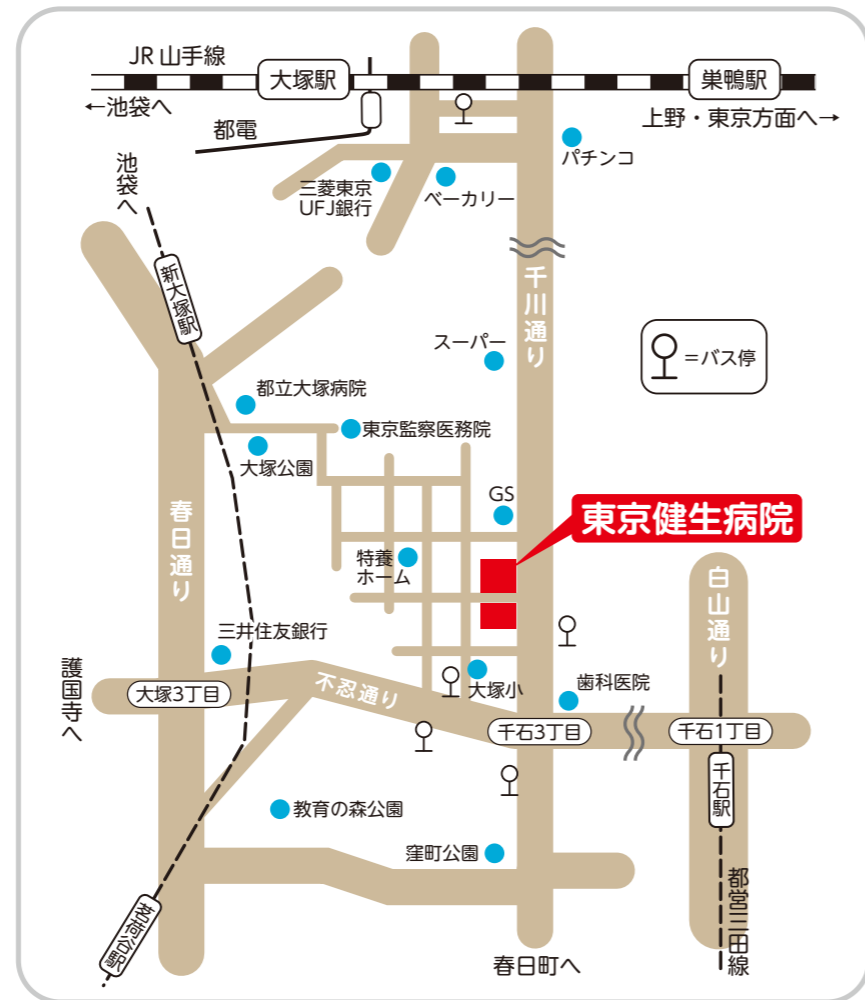 JR 山手線
大塚駅
巣鴨駅
←池袋へ
上野・東京方面へ→
都電
パチンコ
池袋へ
三菱東京
UFJ銀行
ベーカリー
新大塚駅
千川通り
スーパー
=バス停
都立大塚病院
東京監察医務院
大塚公園
GS
東京健生病院
春日通り
特養
ホーム
白山通り
三井住友銀行
護国寺へ
大塚3丁目
不忍通り
大塚小
歯科医院
千石3丁目
千石1丁目
千石駅
教育の森公園
窪町公園
茗荷谷駅
都営三田線
春日町へ